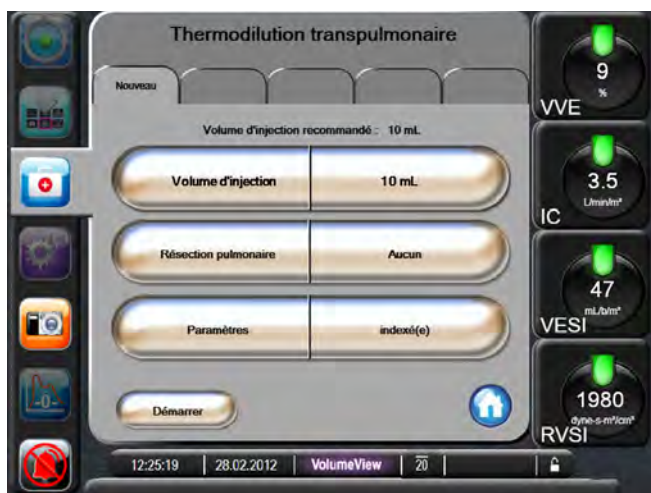 Thermodilution transpulmonaire
Nouveau
Volume d'injection recommandé : 10 mL
Volume d'injection 10 mL
Résection pulmonaire Aucun
Paramètres indexé(e)
Démarrer
9
%
VVE
3.5
L/min/m²
IC
47
mL/b/m²
VESI
1980
dyne-s-m²/cm⁵
RVSI
-0-
12:25:19 28.02.2012 VolumeView 20